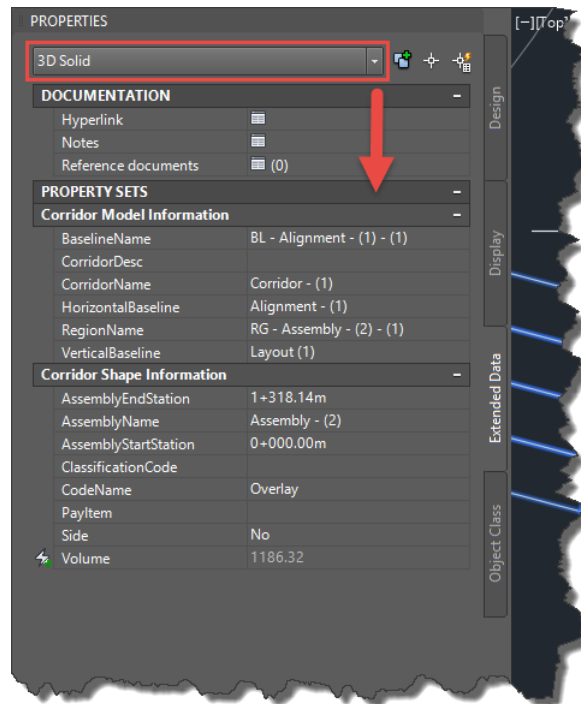 PROPERTIES
[−][Top]
3D Solid
DOCUMENTATION
Hyperlink
Notes
Reference documents (0)
PROPERTY SETS
Corridor Model Information
BaselineName BL - Alignment - (1) - (1)
CorridorDesc
CorridorName Corridor - (1)
HorizontalBaseline Alignment - (1)
RegionName RG - Assembly - (2) - (1)
VerticalBaseline Layout (1)
Corridor Shape Information
AssemblyEndStation 1+318.14m
AssemblyName Assembly - (2)
AssemblyStartStation 0+000.00m
ClassificationCode
CodeName Overlay
PayItem
Side No
Volume 1186.32
Design
Display
Extended Data
Object Class